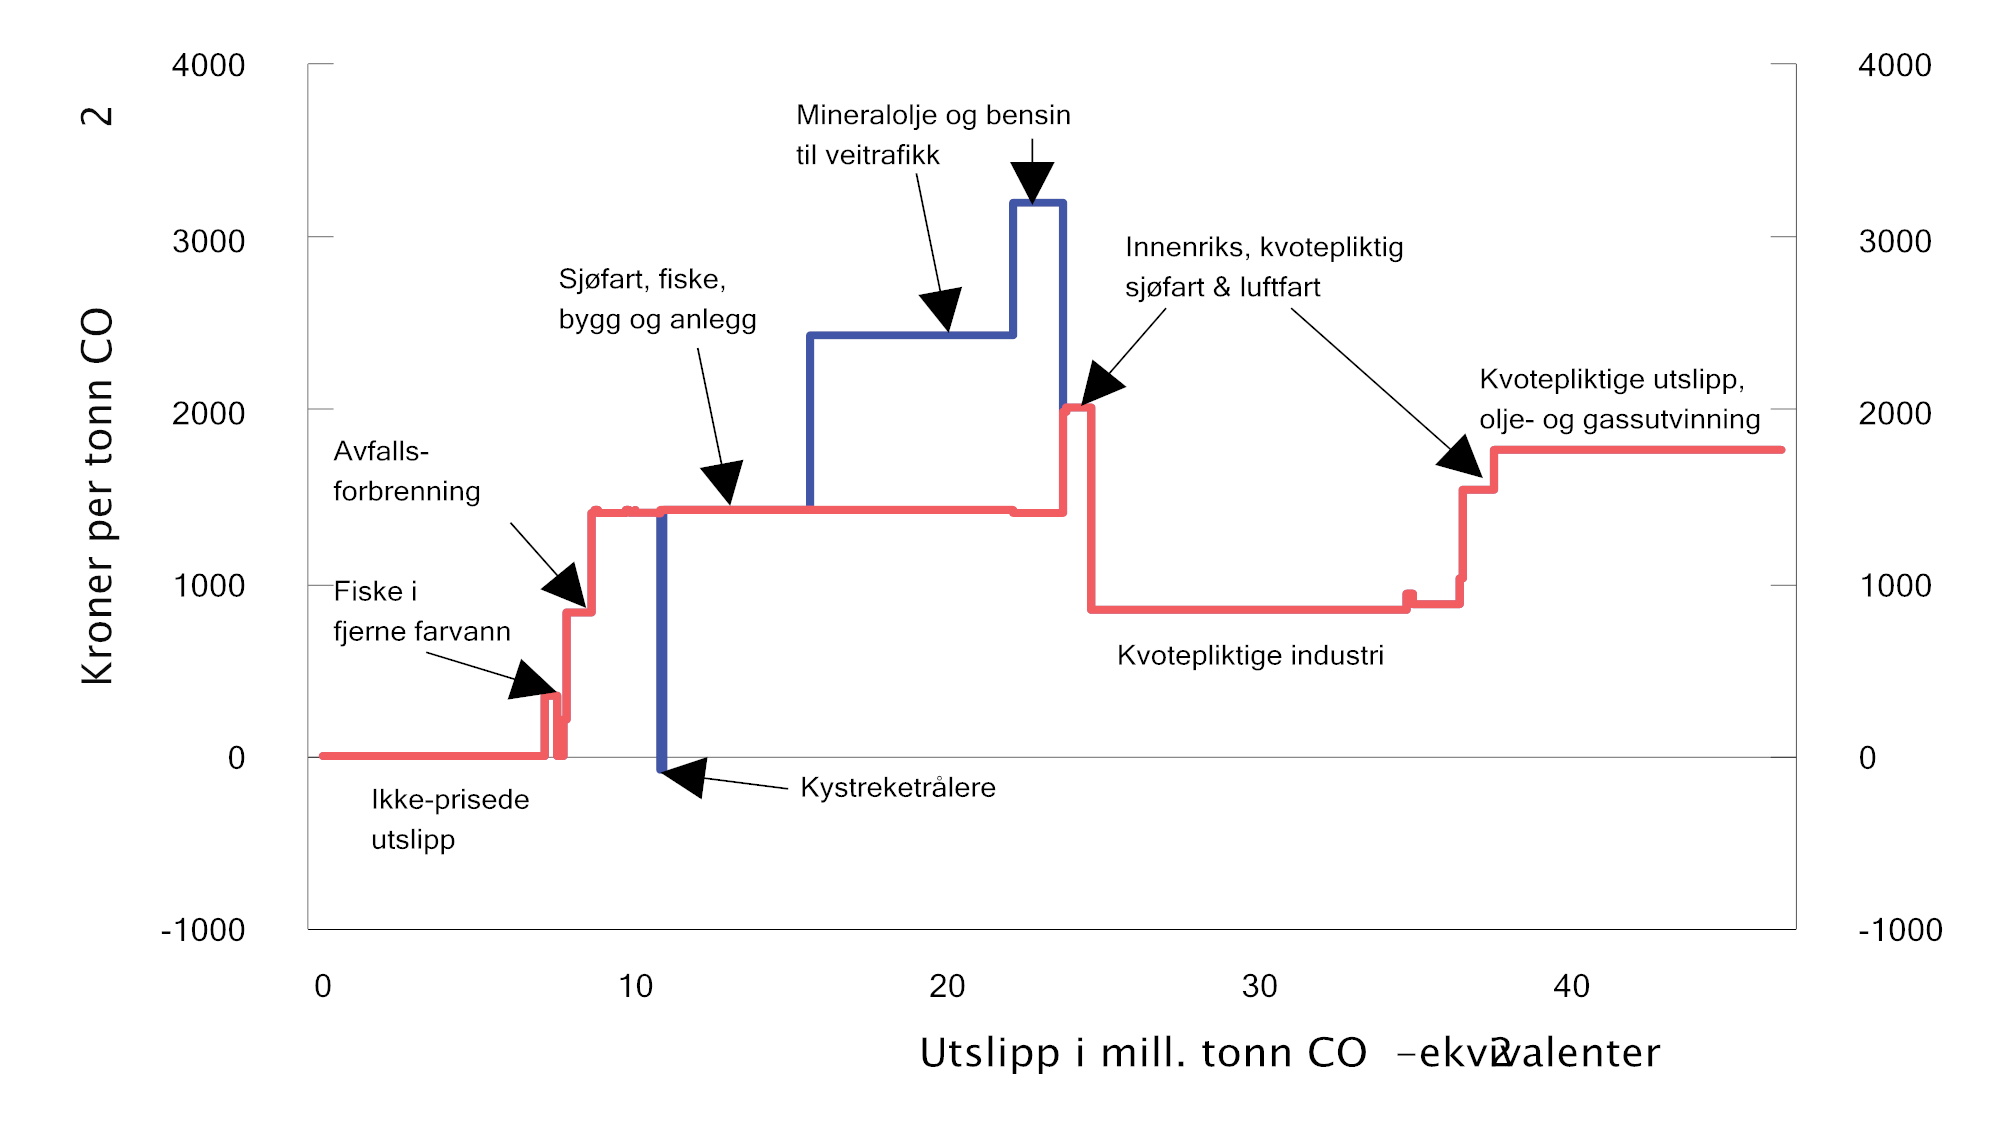 4000
3000
2000
1000
0
-1000
Kroner per tonn CO 2
Mineralolje og bensin
til veitrafikk
Sjøfart, fiske,
bygg og anlegg
Innenriks, kvotepliktig
sjøfart & luftfart
Kvotepliktige utslipp,
olje- og gassutvinning
Avfalls-
forbrenning
Fiske i
fjerne farvann
Kvotepliktige industri
Kystreketrålere
Ikke-prisede
utslipp
4000
3000
2000
1000
0
-1000
0 10 20 30 40
Utslipp i mill. tonn CO -ekvivalenter
2